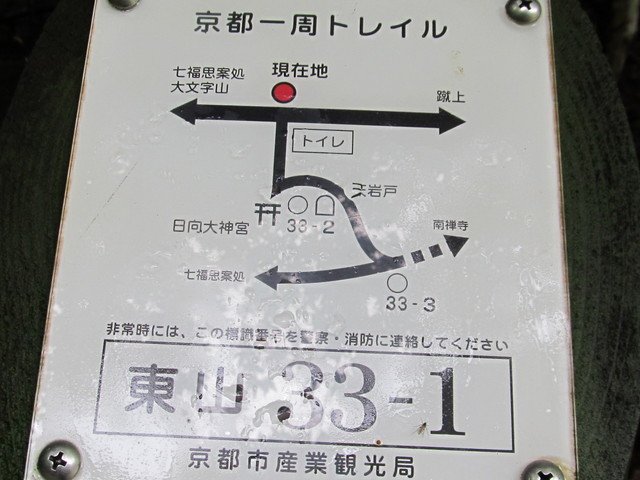 京都一周トレイル
七福思案処
大文字山
現在地
蹴上
トイレ
天岩戸
日向大神宮
33-2
南禅寺
七福思案処
33-3
非常時には、この標識番号を警察・消防に連絡してください
東山 33-1
京都市産業観光局